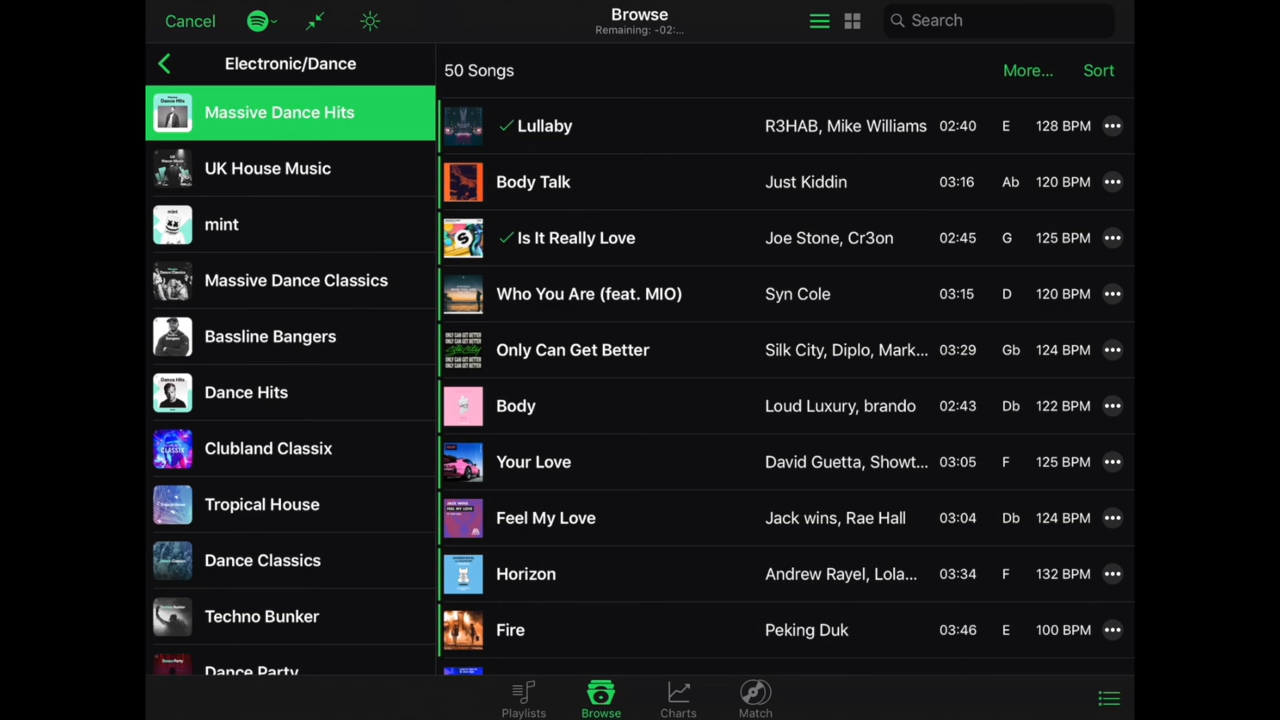 Cancel
Browse
Remaining: -02:...
Search
Electronic/Dance
50 Songs
More...
Sort
Massive Dance Hits
UK House Music
mint
Massive Dance Classics
Bassline Bangers
Dance Hits
Clubland Classix
Tropical House
Dance Classics
Techno Bunker
Dance Party
Lullaby R3HAB, Mike Williams 02:40 E 128 BPM
Body Talk Just Kiddin 03:16 Ab 120 BPM
Is It Really Love Joe Stone, Cr3on 02:45 G 125 BPM
Who You Are (feat. MIO) Syn Cole 03:15 D 120 BPM
Only Can Get Better Silk City, Diplo, Mark... 03:29 Gb 124 BPM
Body Loud Luxury, brando 02:43 Db 122 BPM
Your Love David Guetta, Showt... 03:05 F 125 BPM
Feel My Love Jack wins, Rae Hall 03:04 Db 124 BPM
Horizon Andrew Rayel, Lola... 03:34 F 132 BPM
Fire Peking Duk 03:46 E 100 BPM
Playlists
Browse
Charts
Match